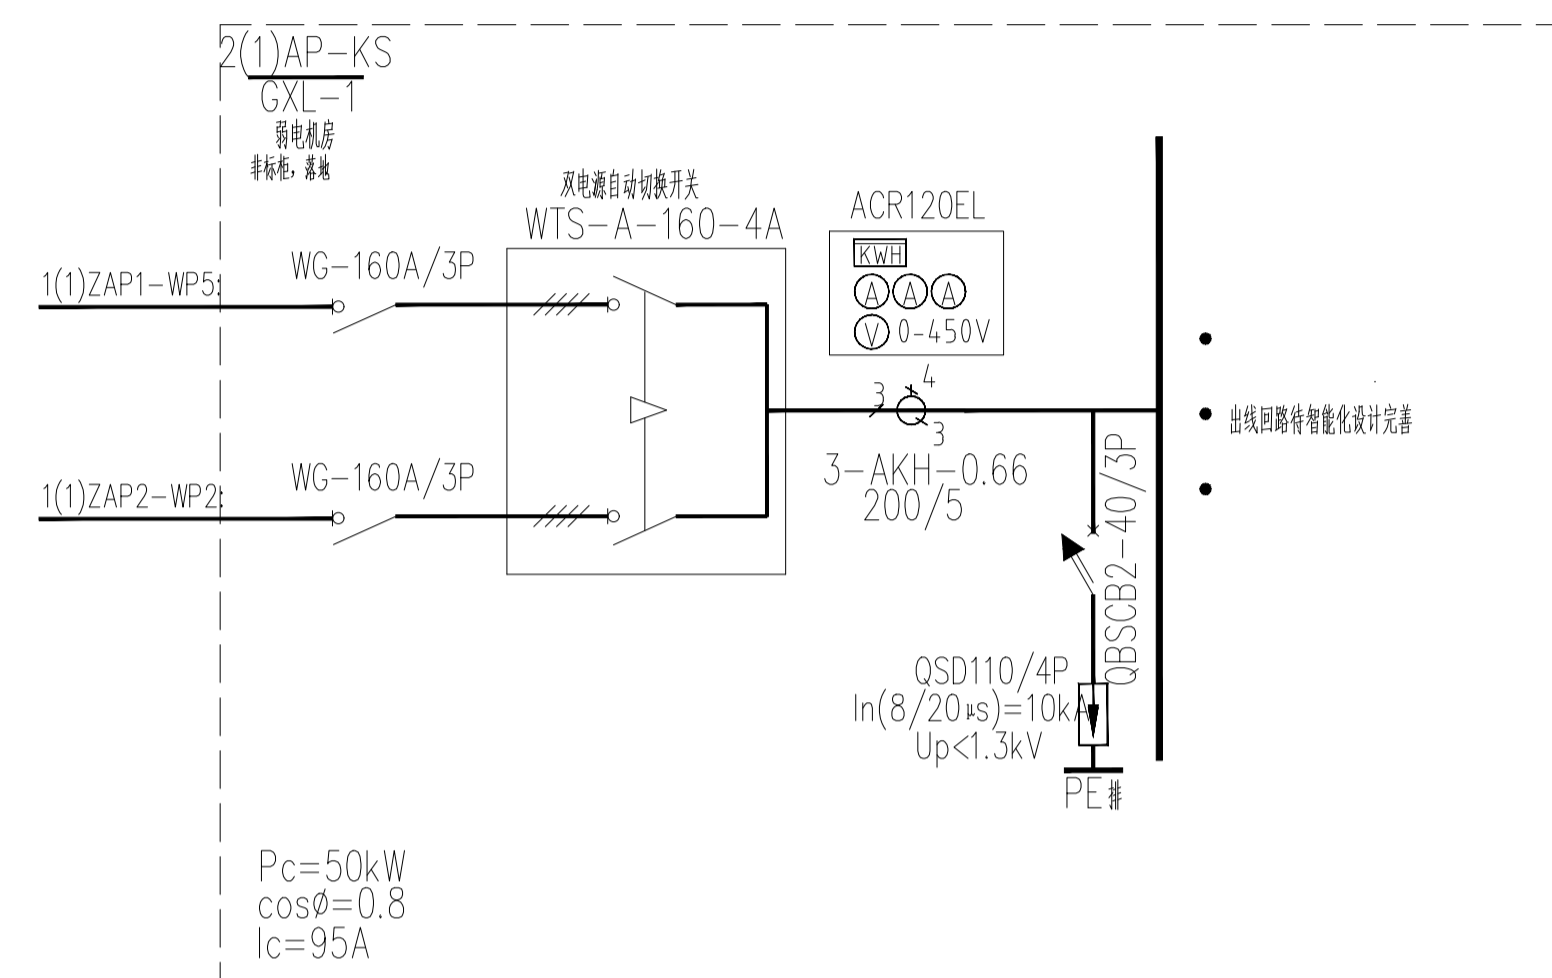 2(1)AP-KS
GXL-1
弱电机房
非标柜，落地
双电源自动切换开关
WTS-A-160-4A
ACR120EL
KWH
A A A
V 0-450V
1(1)ZAP1-WP5:
WG-160A/3P
3
4
3
出线回路待智能化设计完善
1(1)ZAP2-WP2:
WG-160A/3P
3-AKH-0.66
200/5
QBSCB2-40/3P
QSD110/4P
In(8/20μs)=10kA
Up<1.3kV
PE排
Pc=50kW
cosØ=0.8
Ic=95A